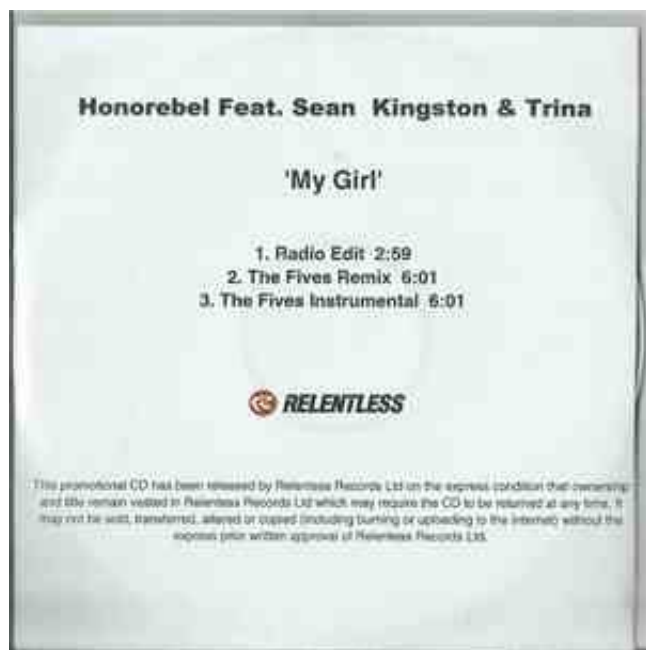 Honorebel Feat. Sean Kingston & Trina
'My Girl'
1. Radio Edit 2:59
2. The Fives Remix 6:01
3. The Fives Instrumental 6:01
RELENTLESS
This promotional CD has been released by Relentless Records Ltd on the express condition that ownership
and title remain vested in Relentless Records Ltd which may require the CD to be returned at any time. It
may not be sold, transferred, altered or copied (including burning or uploading to the internet) without the
express prior written approval of Relentless Records Ltd.